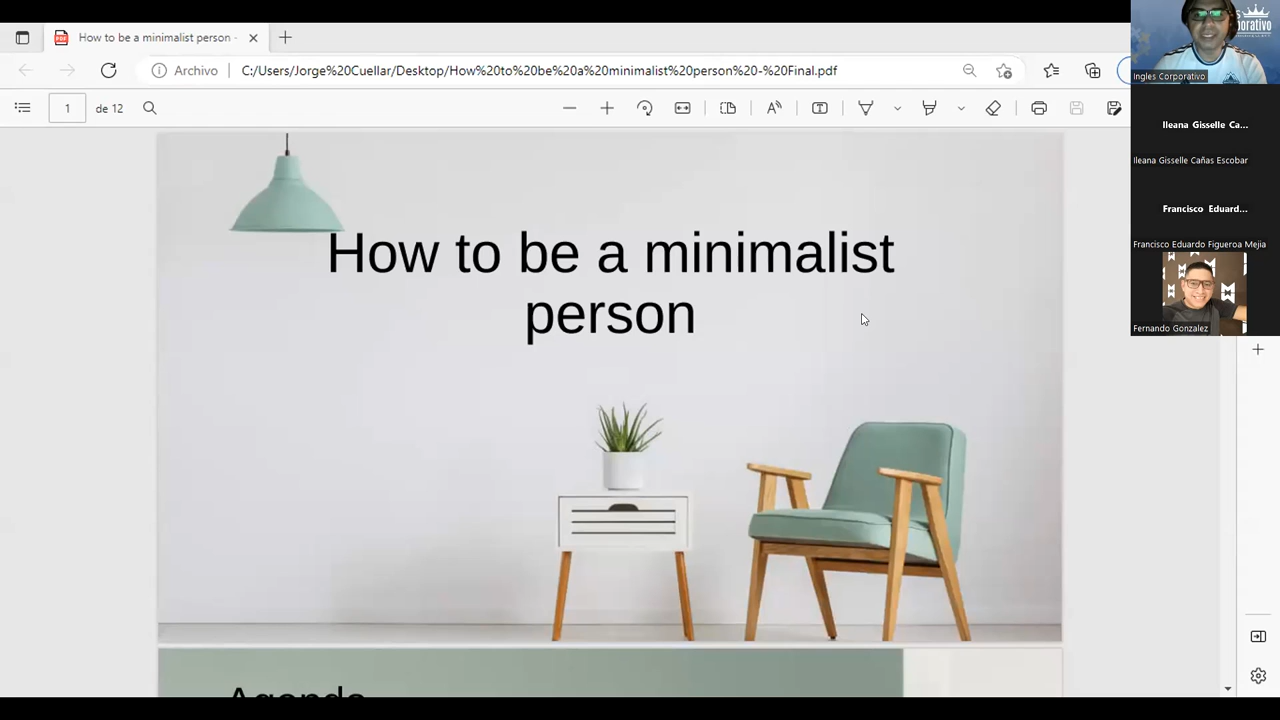 How to be a minimalist person -
Archivo
C:/Users/Jorge%20Cuellar/Desktop/How%20to%20be%20a%20minimalist%20person%20-%20Final.pdf
1
de 12
How to be a minimalist
person
Agenda
Ingles Corporativo
Ileana Gisselle Ca...
Ileana Gisselle Cañas Escobar
Francisco Eduard...
Francisco Eduardo Figueroa Mejia
Fernando Gonzalez